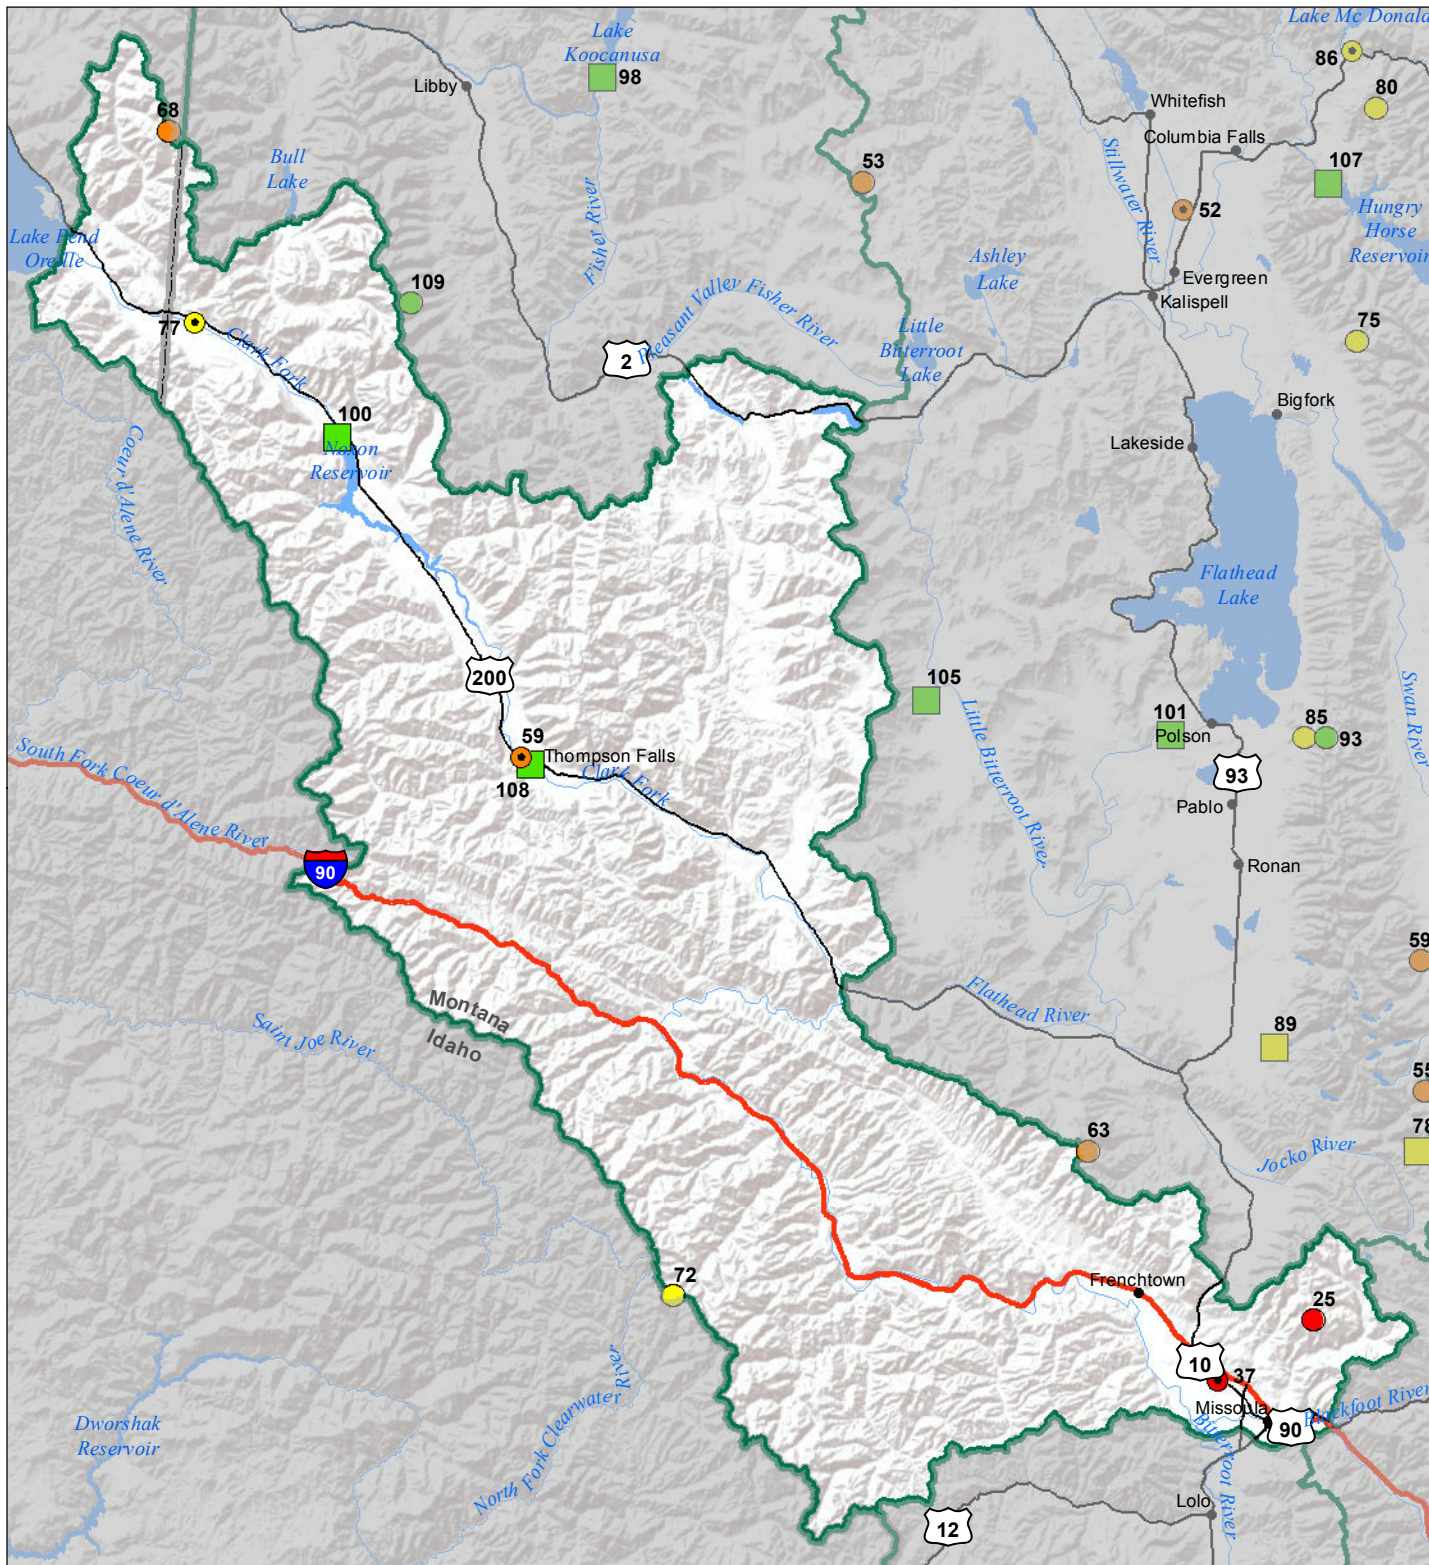 Lake Mc Donald
86
Lake
Koocanusa
98
Libby
80
Whitefish
Columbia Falls
68
Bull
Lake
53
Stillwater River
107
52
Hungry
Horse
Reservoir
Lake Pend
Oreille
Fisher River
Ashley
Lake
Evergreen
Kalispell
109
77
Clark Fork
Pleasant Valley Fisher River
2
Little
Bitterroot
Lake
75
Bigfork
100
Noxon
Reservoir
Lakeside
Coeur d'Alene River
Flathead
Lake
200
105
Swan River
101
Polson
85
93
Little Bitterroot River
59
Thompson Falls
108
Clark Fork
93
Pablo
South Fork Coeur d'Alene River
90
Ronan
59
Flathead River
Montana
Idaho
Saint Joe River
89
55
63
78
Jocko River
72
Frenchtown
25
10
37
Missoula
90
Blackfoot River
Bitterroot River
Dworshak
Reservoir
North Fork Clearwater River
Lolo
12